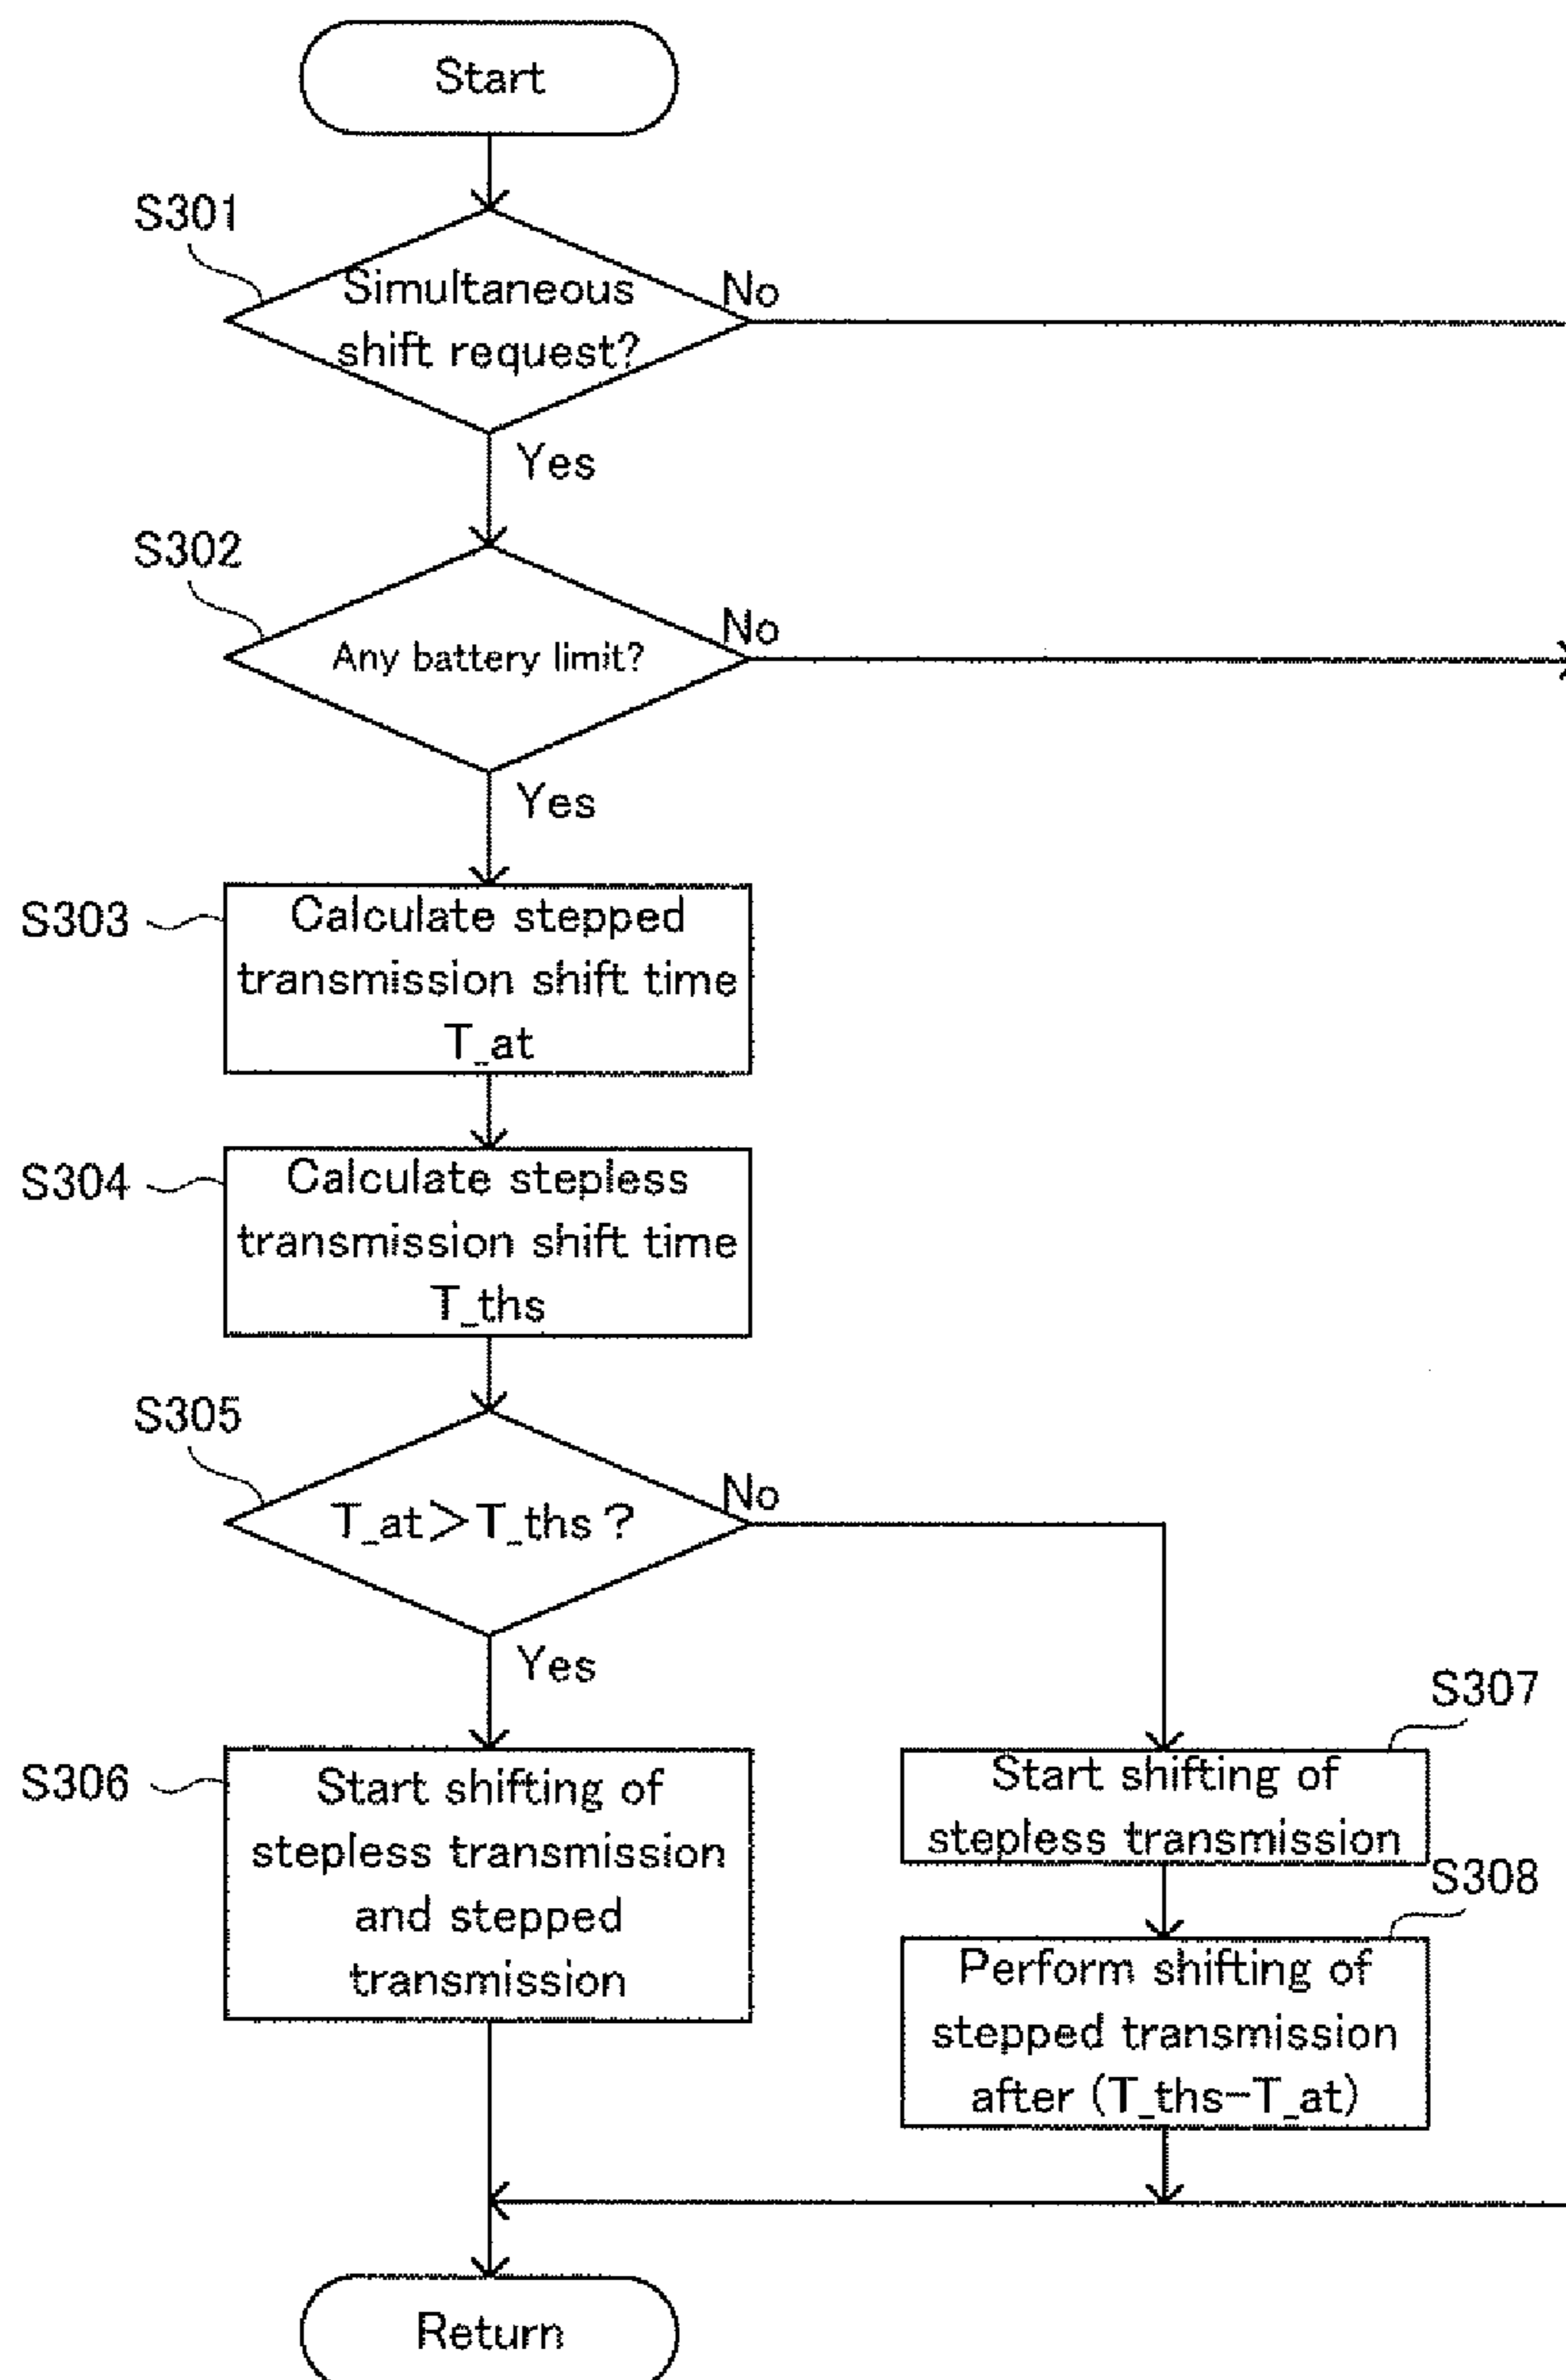 Start
S301
Simultaneous
shift request?
No
Yes
S302
Any battery limit?
No
Yes
S303
Calculate stepped
transmission shift time
T_at
S304
Calculate stepless
transmission shift time
T_ths
S305
T_at>T_ths?
No
Yes
S306
Start shifting of
stepless transmission
and stepped
transmission
S307
Start shifting of
stepless transmission
S308
Perform shifting of
stepped transmission
after (T_ths-T_at)
Return